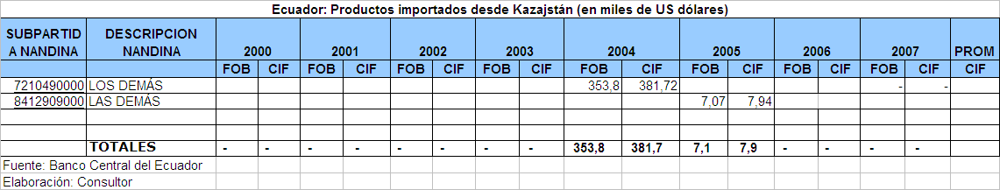 Ecuador: Productos importados desde Kazajstán (en miles de US dólares)
SUBPARTID DESCRIPCION
A NANDINA NANDINA 2000 2001 2002 2003 2004 2005 2006 2007 PROM
FOB CIF FOB CIF FOB CIF FOB CIF FOB CIF FOB CIF FOB CIF FOB CIF CIF
7210490000 LOS DEMÁS 353,8 381,72 - -
8412909000 LAS DEMÁS 7,07 7,94
TOTALES - - - - - - - - 353,8 381,7 7,1 7,9 - - - -
Fuente: Banco Central del Ecuador
Elaboración: Consultor